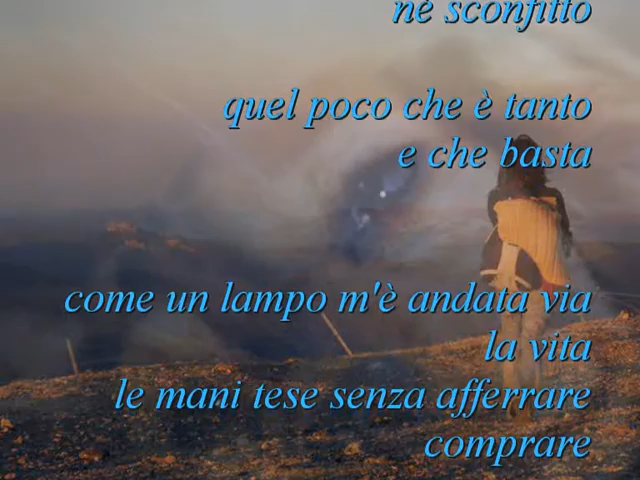 né sconfitto
quel poco che è tanto
e che basta
come un lampo m'è andata via
la vita
le mani tese senza afferrare
comprare